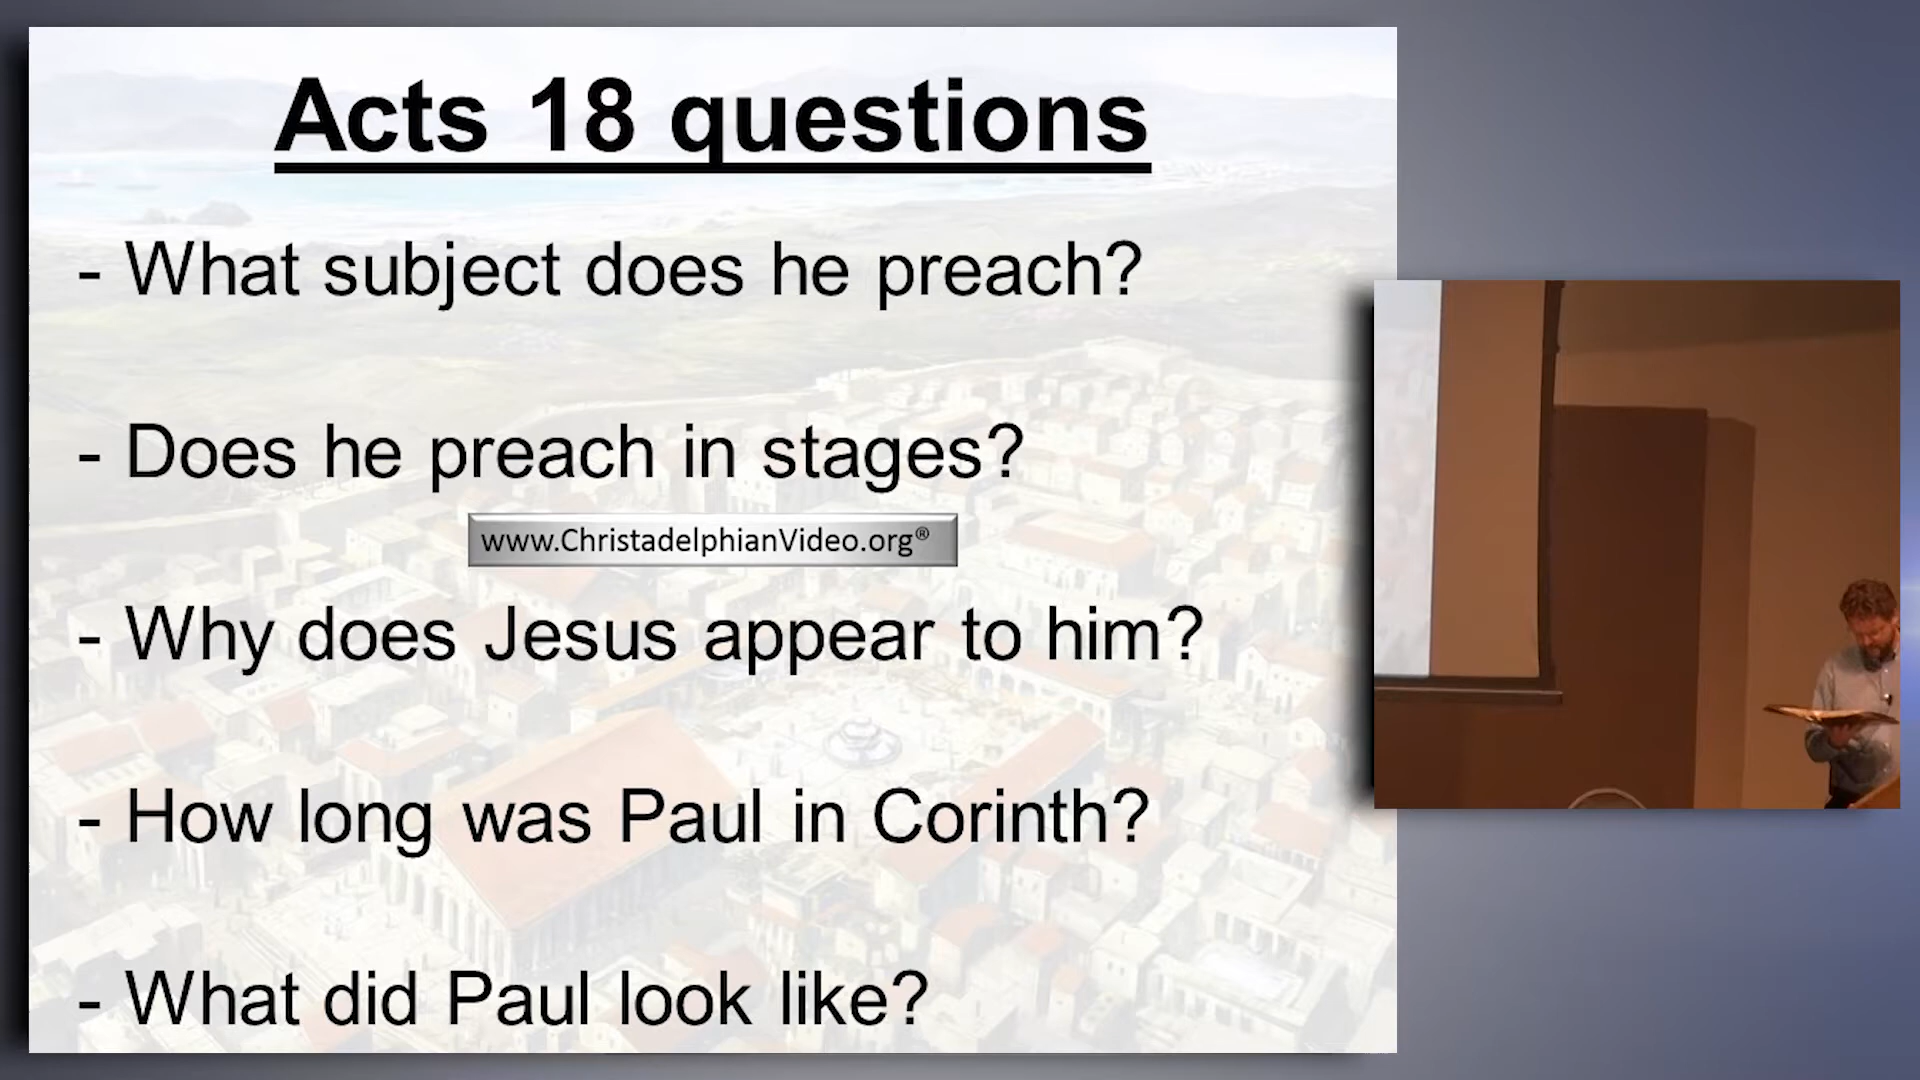 Acts 18 questions
- What subject does he preach?
- Does he preach in stages?
www.ChristadelphianVideo.org®
- Why does Jesus appear to him?
- How long was Paul in Corinth?
- What did Paul look like?